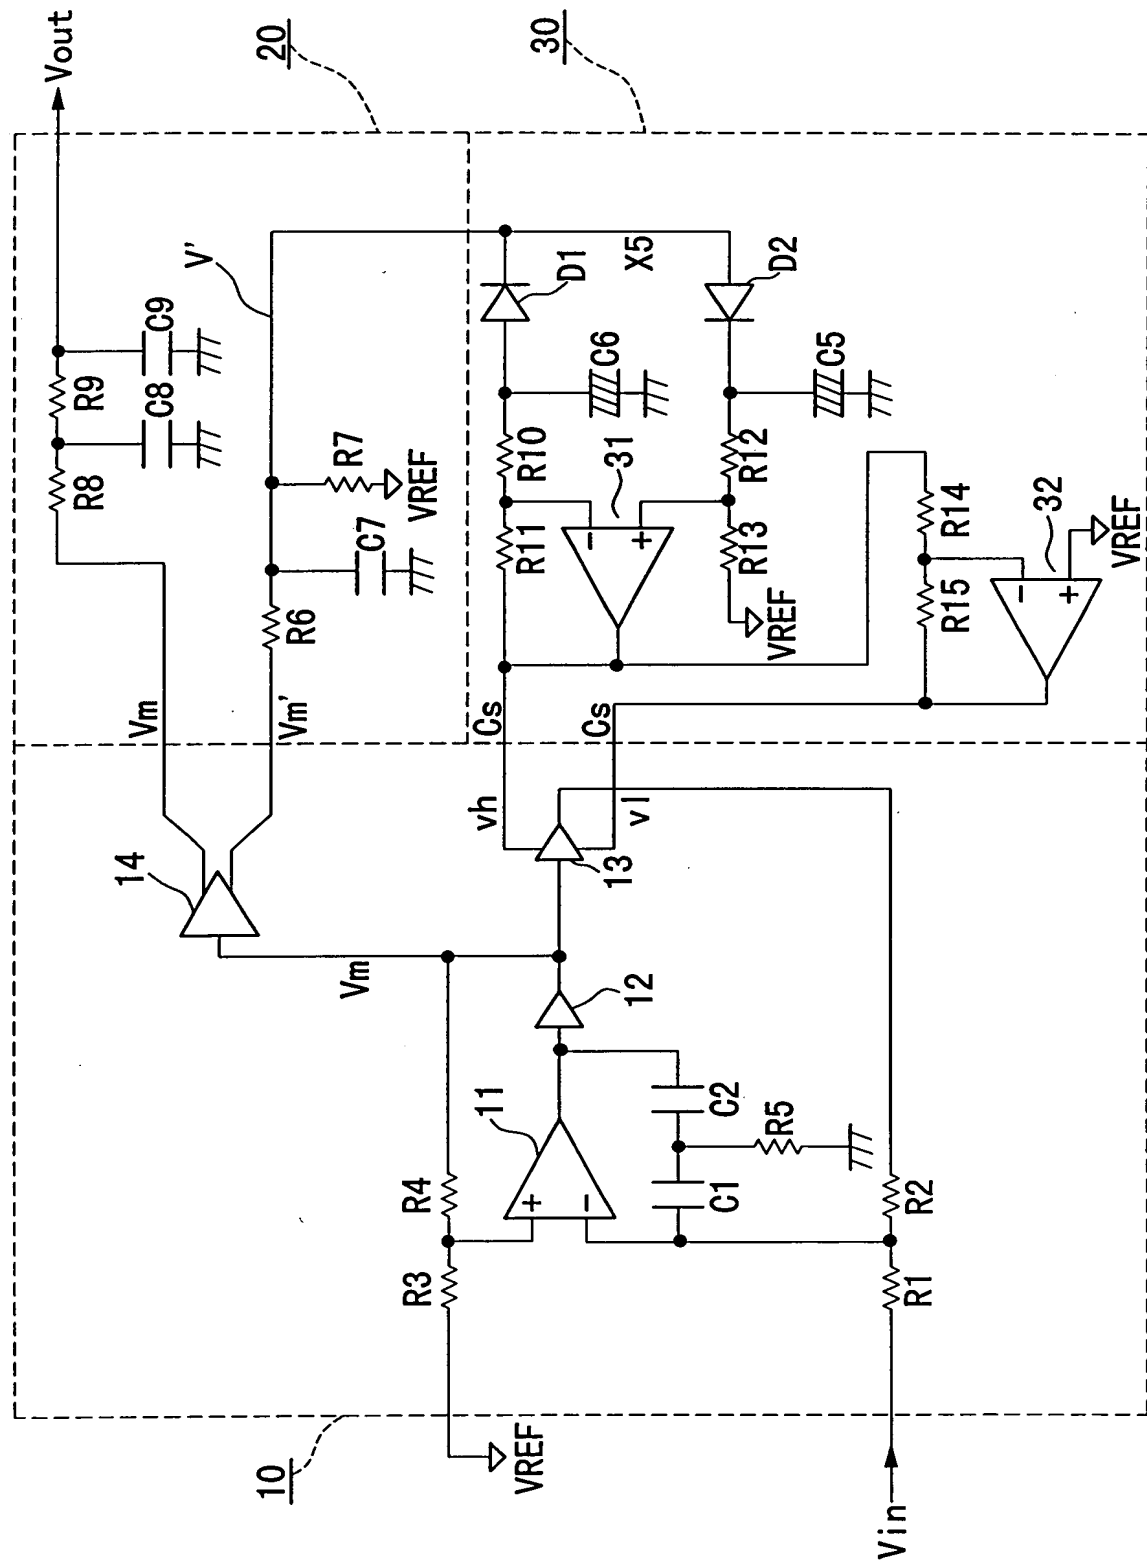 Vout
20
30
V'
R9
C9
R8
C8
R7
VREF
C7
R6
Vm
Vm'
D1
X5
D2
C6
C5
R10
R12
31
R11
R13
VREF
R14
32
R15
VREF
-
+
-
+
Cs
Cs
vh
vl
13
14
Vm
12
11
+
-
C2
C1
R5
R4
R3
R2
R1
VREF
10
Vin